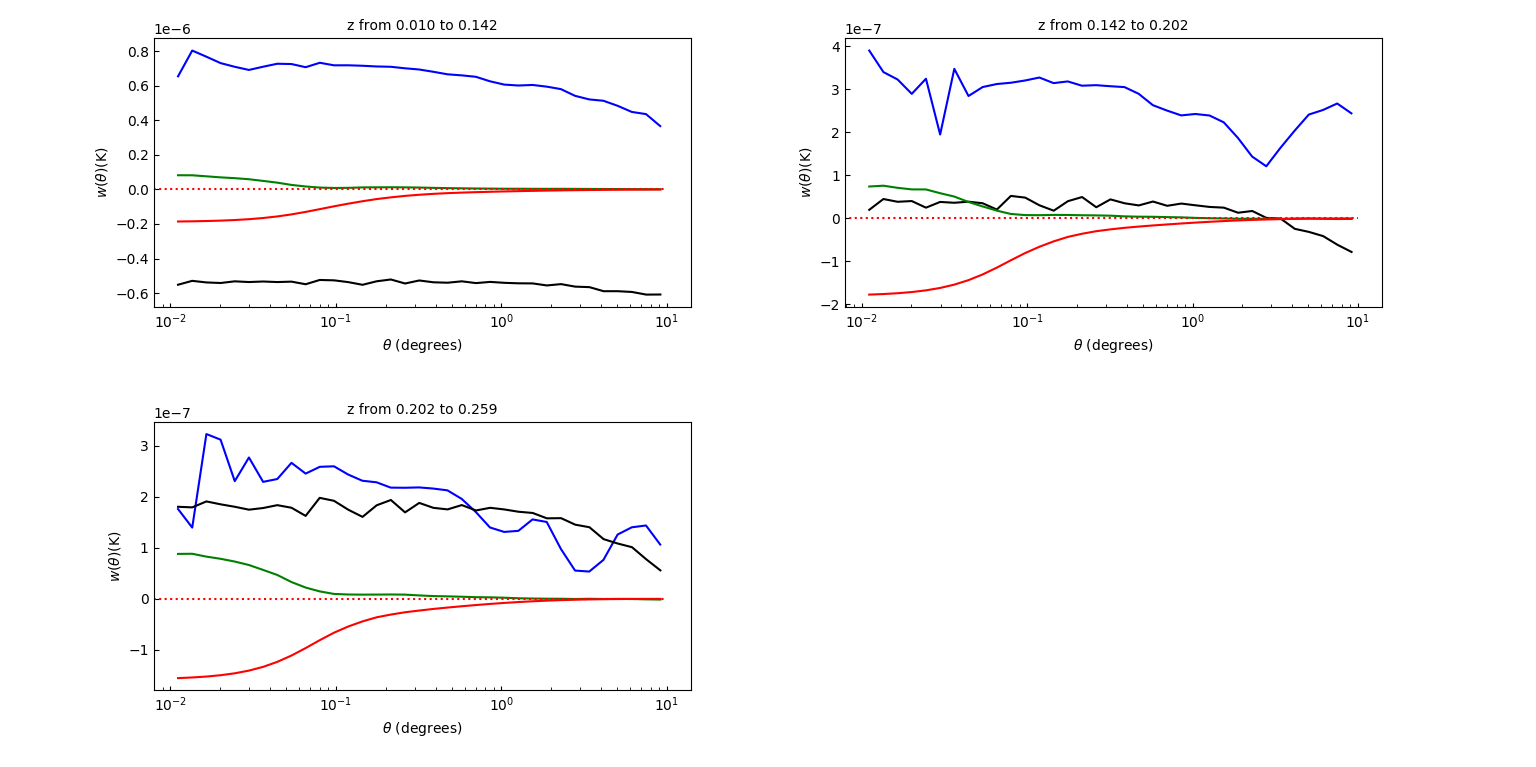 z from 0.010 to 0.142
1e−6
0.8
0.6
0.4
0.2
0.0
−0.2
−0.4
−0.6
w(θ)(K)
10⁻² 10⁻¹ 10⁰ 10¹
θ (degrees)
z from 0.142 to 0.202
1e−7
4
3
2
1
0
−1
−2
w(θ)(K)
10⁻² 10⁻¹ 10⁰ 10¹
θ (degrees)
z from 0.202 to 0.259
1e−7
3
2
1
0
−1
w(θ)(K)
10⁻² 10⁻¹ 10⁰ 10¹
θ (degrees)